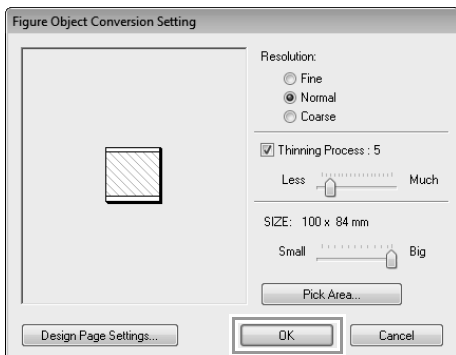 Figure Object Conversion Setting
Resolution:
Fine
Normal
Coarse
Thinning Process : 5
Less Much
SIZE: 100 x 84 mm
Small Big
Pick Area...
Design Page Settings... OK Cancel